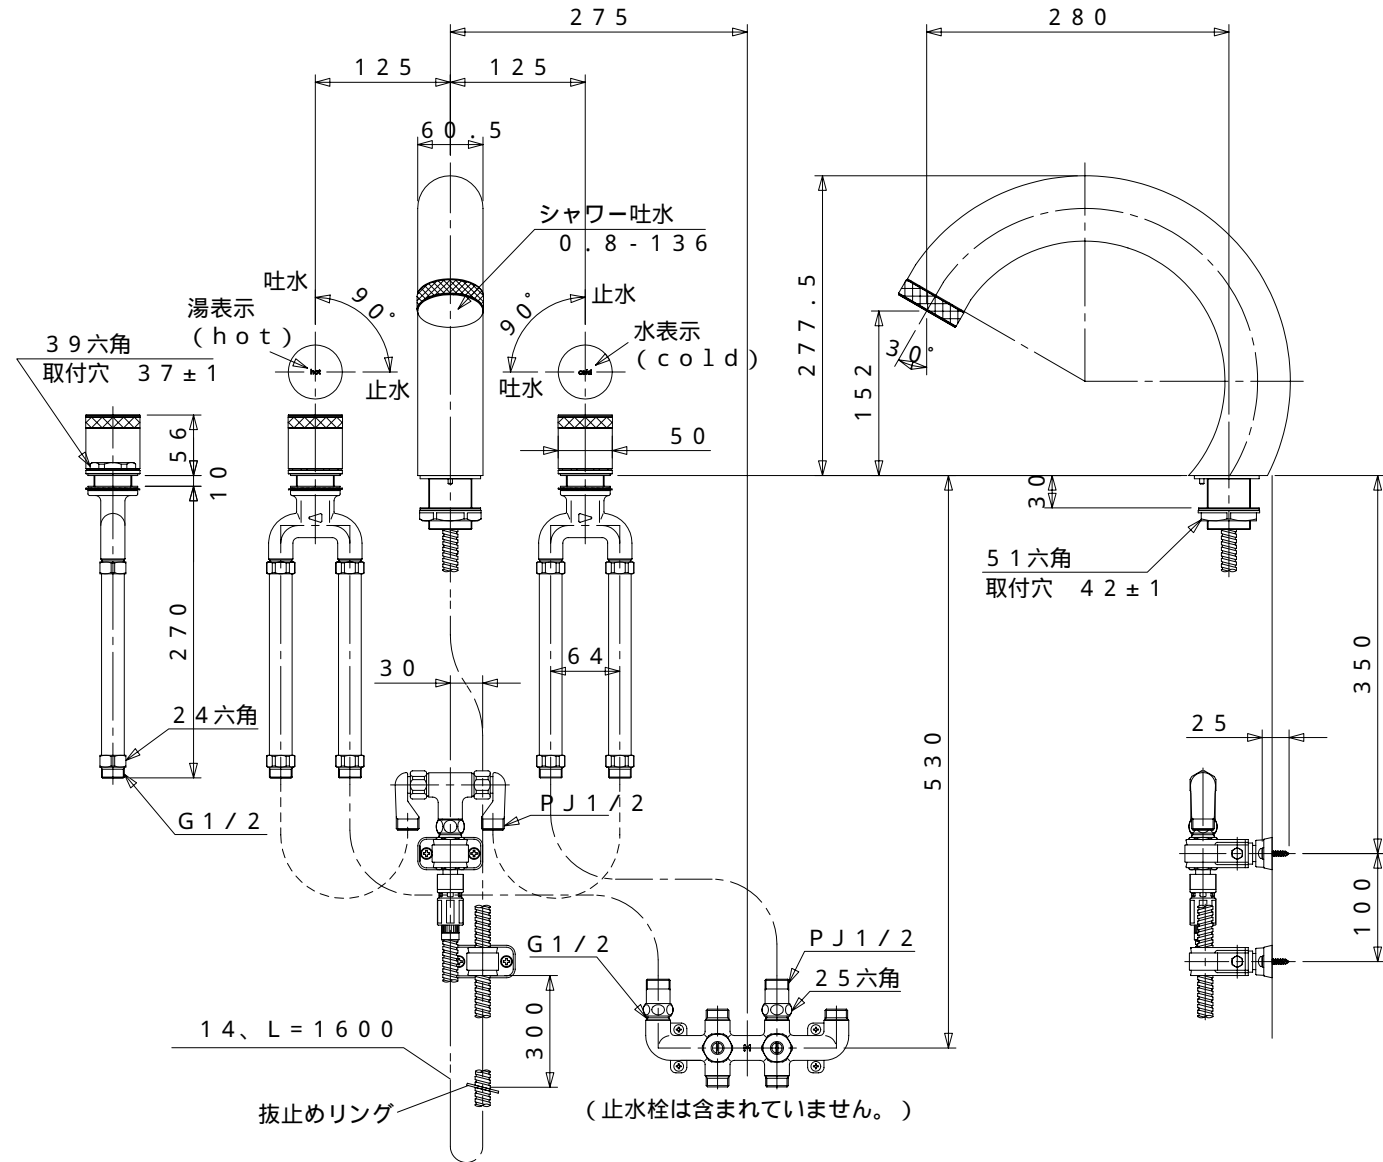 275
280
125
125
60.5
シャワー吐水
0.8-136
吐水
90°
90°
止水
湯表示
(hot)
水表示
(cold)
39六角
取付穴　37±1
hot
cold
止水
吐水
277.5
30°
152
56
10
50
30
51六角
取付穴　42±1
270
64
30
350
24六角
25
530
G1/2
PJ1/2
100
G1/2
PJ1/2
25六角
14、L=1600
300
抜止めリング
(止水栓は含まれていません。)